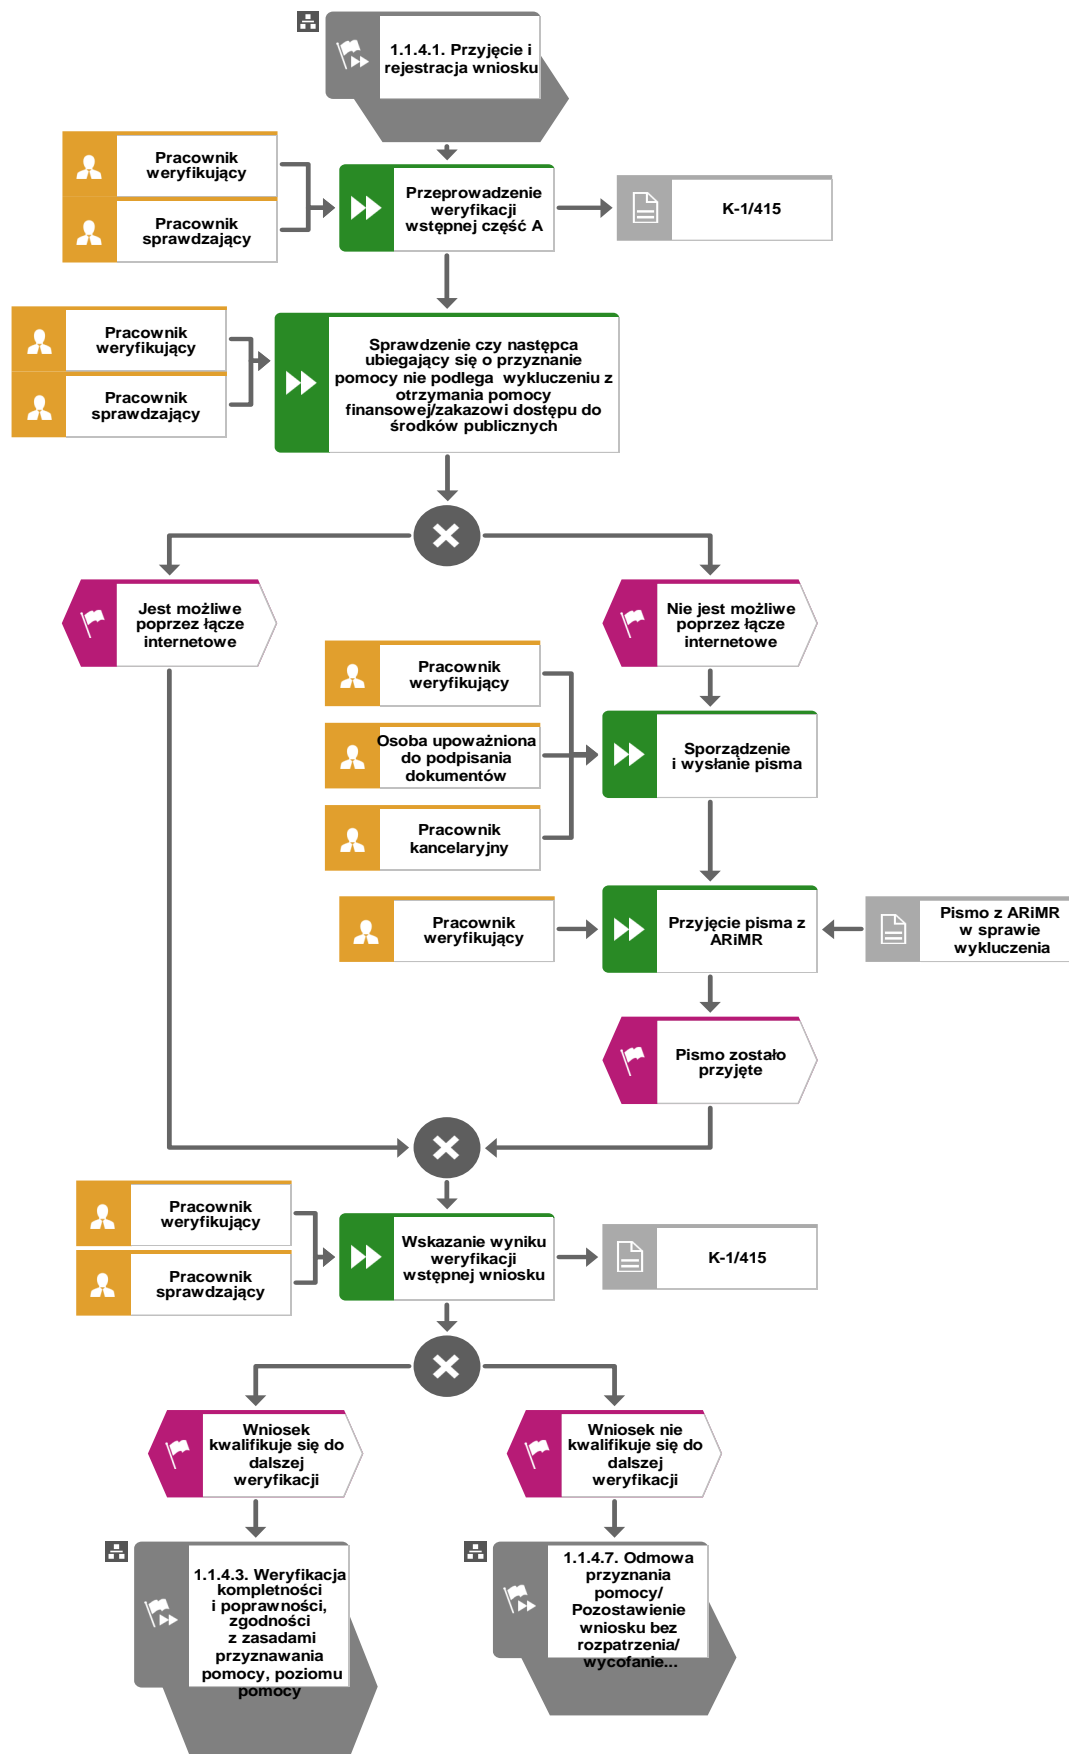 1.1.4.1. Przyjęcie i
rejestracja wniosku
Pracownik
weryfikujący
Pracownik
sprawdzający
Przeprowadzenie
weryfikacji
wstępnej część A
K-1/415
Pracownik
weryfikujący
Pracownik
sprawdzający
Sprawdzenie czy następca
ubiegający się o przyznanie
pomocy nie podlega wykluczeniu z
otrzymania pomocy
finansowej/zakazowi dostępu do
środków publicznych
Jest możliwe
poprzez łącze
internetowe
Nie jest możliwe
poprzez łącze
internetowe
Pracownik
weryfikujący
Osoba upoważniona
do podpisania
dokumentów
Pracownik
kancelaryjny
Sporządzenie
i wysłanie pisma
Pracownik
weryfikujący
Przyjęcie pisma z
ARiMR
Pismo z ARiMR
w sprawie
wykluczenia
Pismo zostało
przyjęte
Pracownik
weryfikujący
Pracownik
sprawdzający
Wskazanie wyniku
weryfikacji
wstępnej wniosku
K-1/415
Wniosek
kwalifikuje się do
dalszej
weryfikacji
Wniosek nie
kwalifikuje się do
dalszej
weryfikacji
1.1.4.3. Weryfikacja
kompletności
i poprawności,
zgodności
z zasadami
przyznawania
pomocy, poziomu
pomocy
1.1.4.7. Odmowa
przyznania
pomocy/
Pozostawienie
wniosku bez
rozpatrzenia/
wycofanie...